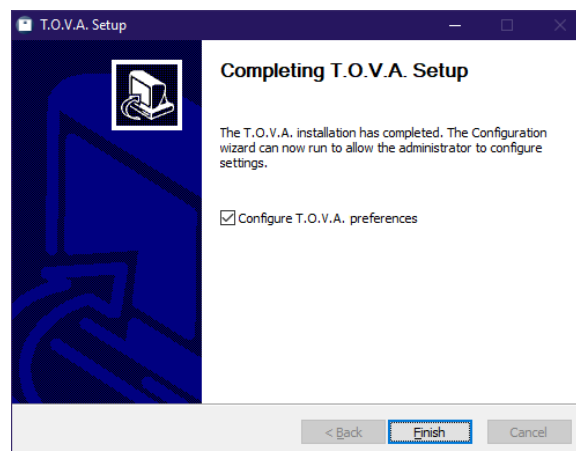 T.O.V.A. Setup
Completing T.O.V.A. Setup
The T.O.V.A. installation has completed. The Configuration
wizard can now run to allow the administrator to configure
settings.
Configure T.O.V.A. preferences
< Back
Finish
Cancel